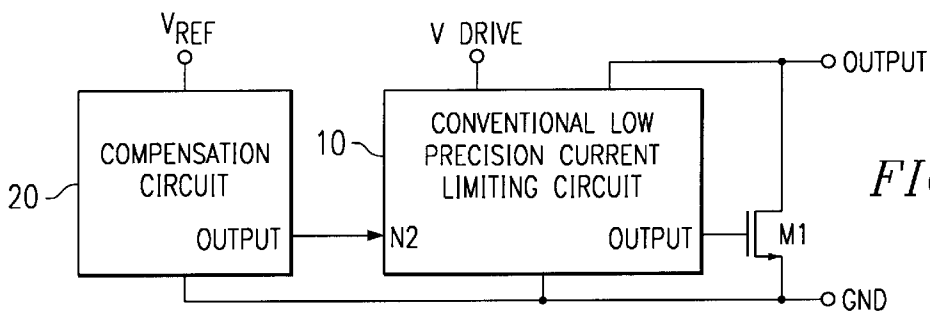 VREF
V DRIVE
OUTPUT
COMPENSATION
CIRCUIT
20
OUTPUT
10
CONVENTIONAL LOW
PRECISION CURRENT
LIMITING CIRCUIT
N2
OUTPUT
M1
GND